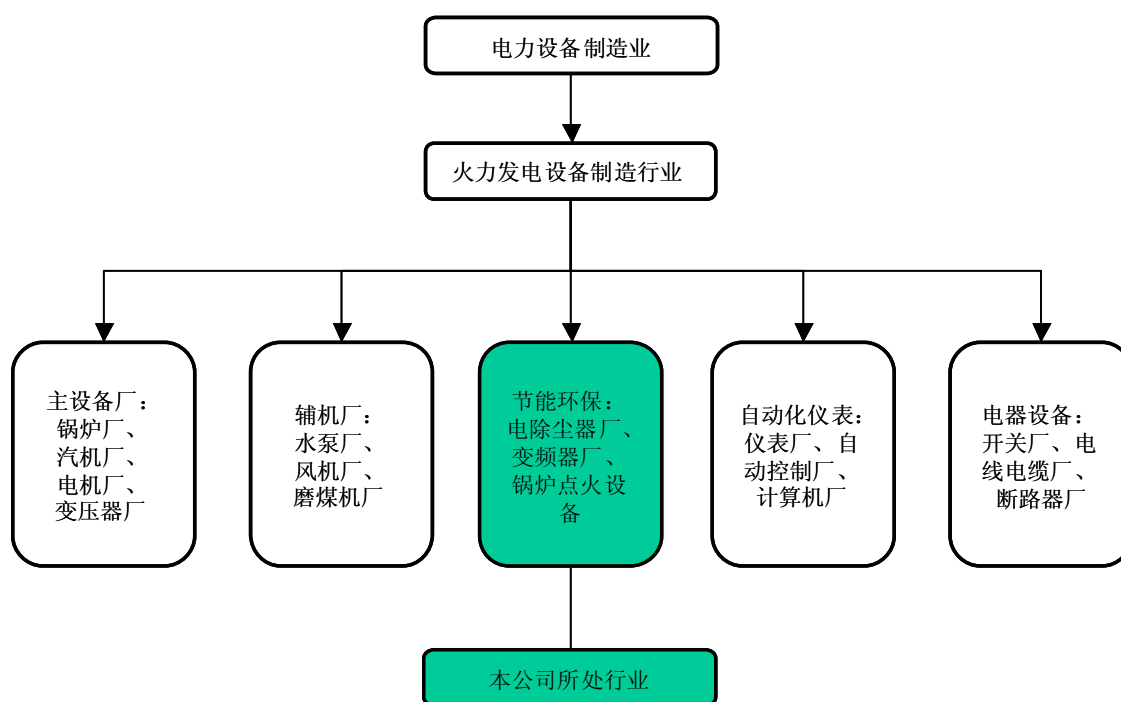 电力设备制造业
火力发电设备制造行业
主设备厂：
锅炉厂、
汽机厂、
电机厂、
变压器厂
辅机厂：
水泵厂、
风机厂、
磨煤机厂
节能环保：
电除尘器厂、
变频器厂、
锅炉点火设
备
自动化仪表：
仪表厂、自
动控制厂、
计算机厂
电器设备：
开关厂、电
线电缆厂、
断路器厂
本公司所处行业